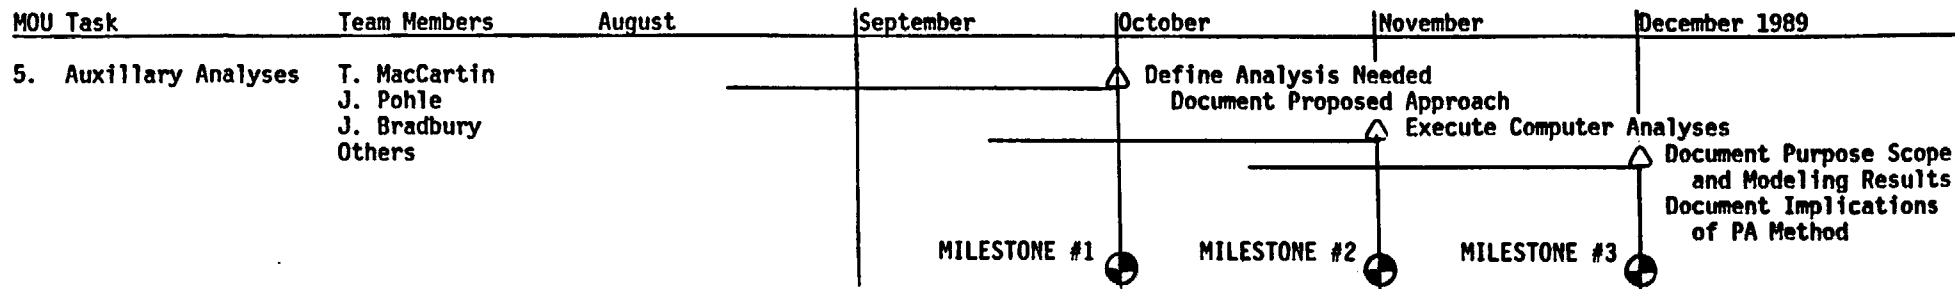 MOU Task Team Members August September October November December 1989
5. Auxillary Analyses T. MacCartin Define Analysis Needed
J. Pohle Document Proposed Approach
J. Bradbury Execute Computer Analyses
Others Document Purpose Scope
and Modeling Results
Document Implications
of PA Method
MILESTONE #1 MILESTONE #2 MILESTONE #3